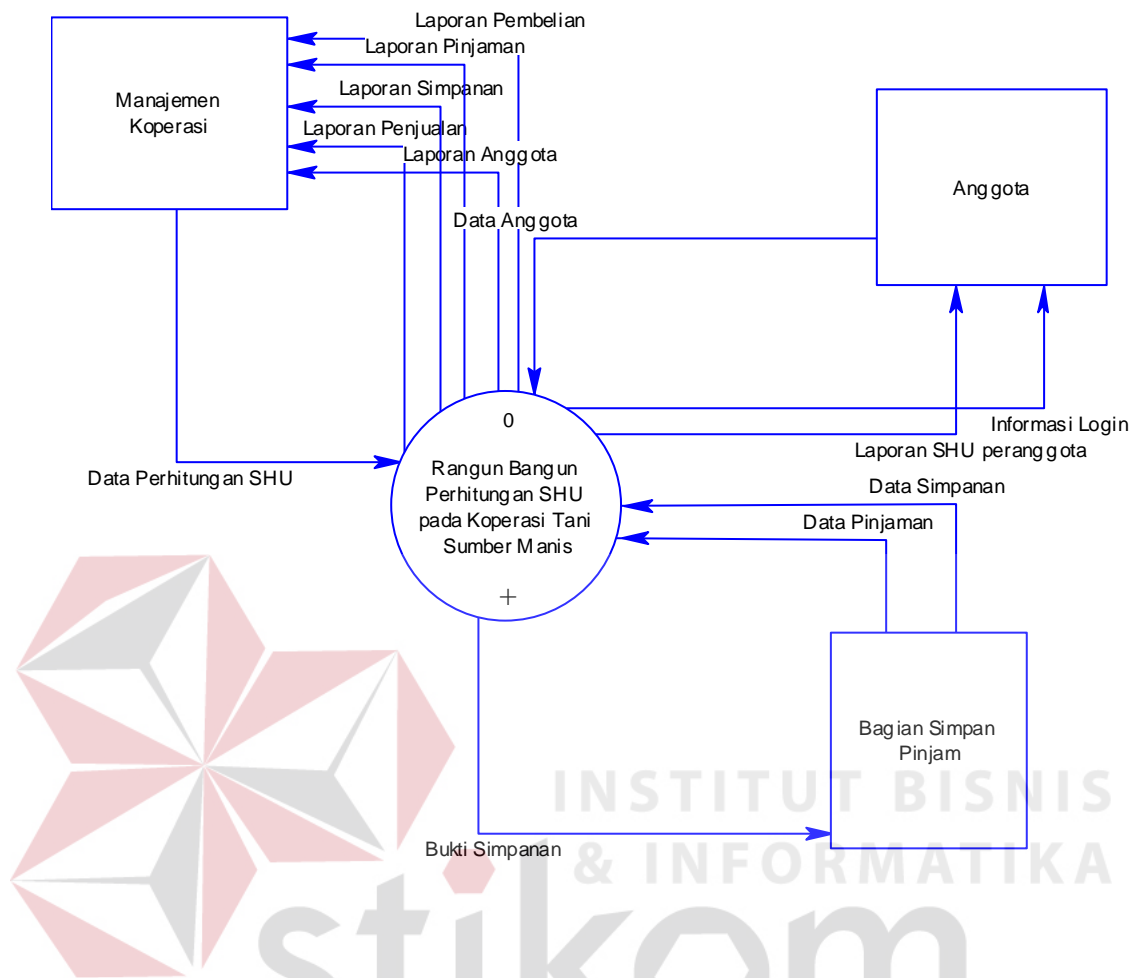 Laporan Pembelian
Laporan Pinjaman
Laporan Simpanan
Laporan Penjualan
Laporan Anggota
Manajemen
Koperasi
Anggota
Data Anggota
0
Rangun Bangun
Perhitungan SHU
pada Koperasi Tani
Sumber Manis
+
Informasi Login
Laporan SHU peranggota
Data Perhitungan SHU
Data Simpanan
Data Pinjaman
Bagian Simpan
Pinjam
Bukti Simpanan
INSTITUT BISNIS
& INFORMATIKA
stikom